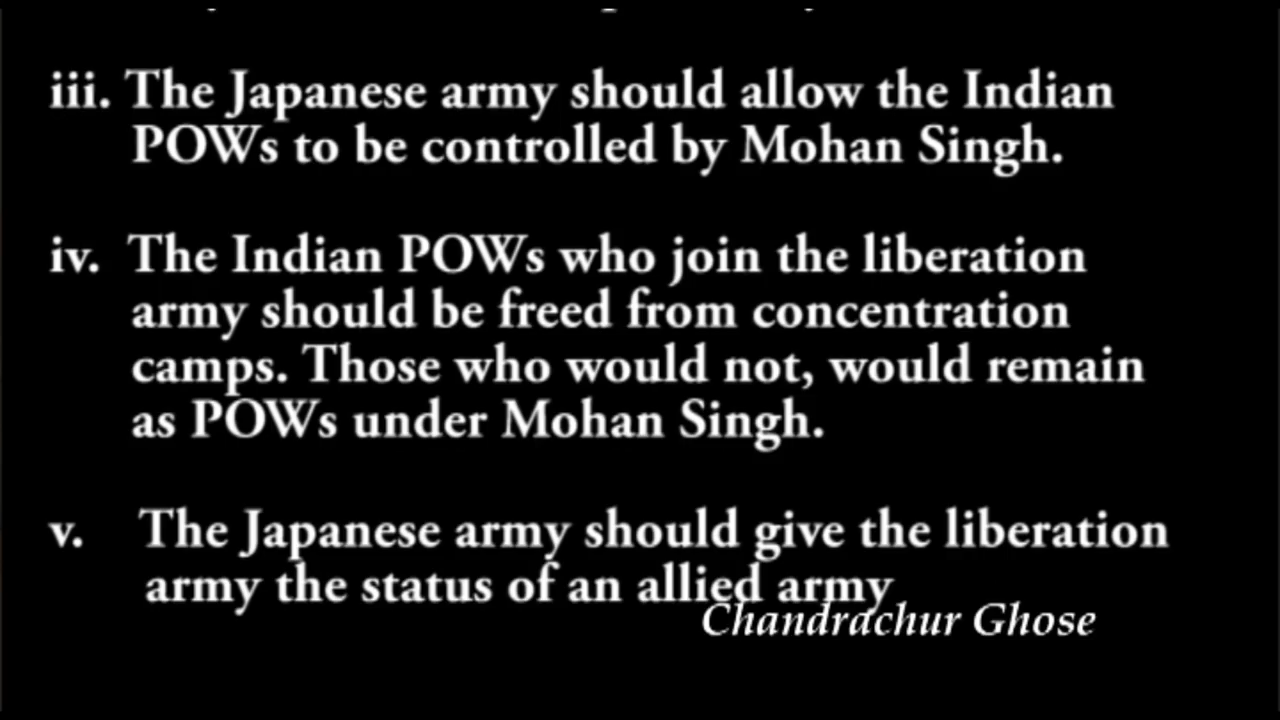 iii. The Japanese army should allow the Indian
POWs to be controlled by Mohan Singh.
iv. The Indian POWs who join the liberation
army should be freed from concentration
camps. Those who would not, would remain
as POWs under Mohan Singh.
v. The Japanese army should give the liberation
army the status of an allied army
Chandrachur Ghose